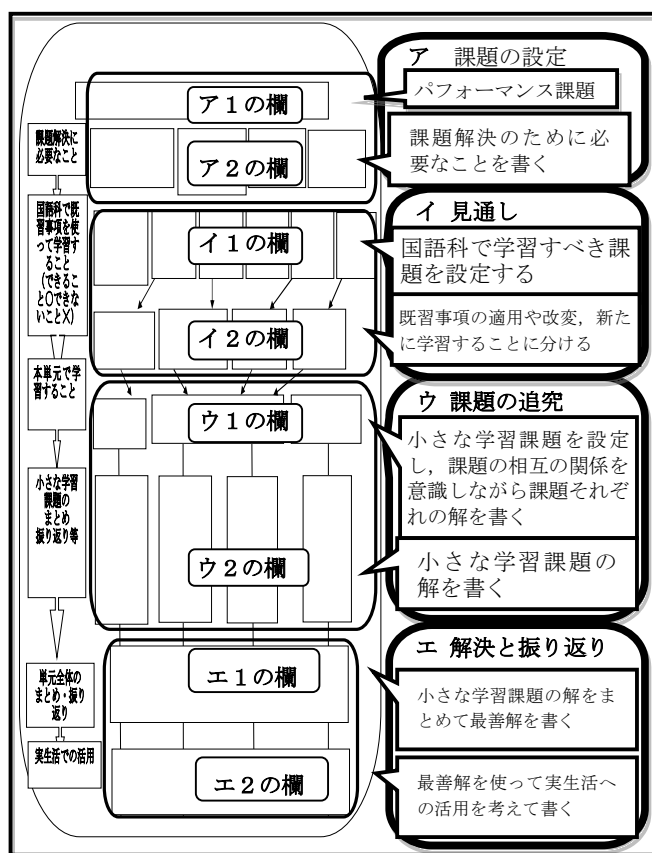 ア 課題の設定
パフォーマンス課題
ア１の欄
課題解決に
必要なこと
ア２の欄
課題解決のために必
要なことを書く
イ 見通し
国語科で既
習事項を使
って学習す
ること
(できるこ
と○できな
いこと×)
イ１の欄
国語科で学習すべき課
題を設定する
イ２の欄
既習事項の適用や改変，新た
に学習することに分ける
本単元で学
習すること
ウ 課題の追究
ウ１の欄
小さな学習課題を設定
し，課題の相互の関係を
意識しながら課題それぞ
れの解を書く
小さな学習
課題の
まとめ
振り返り等
ウ２の欄
小さな学習課題の
解を書く
エ 解決と振り返り
単元全体の
まとめ・振り
返り
エ１の欄
小さな学習課題の解をま
とめて最善解を書く
実生活での活用
エ２の欄
最善解を使って実生活へ
の活用を考えて書く